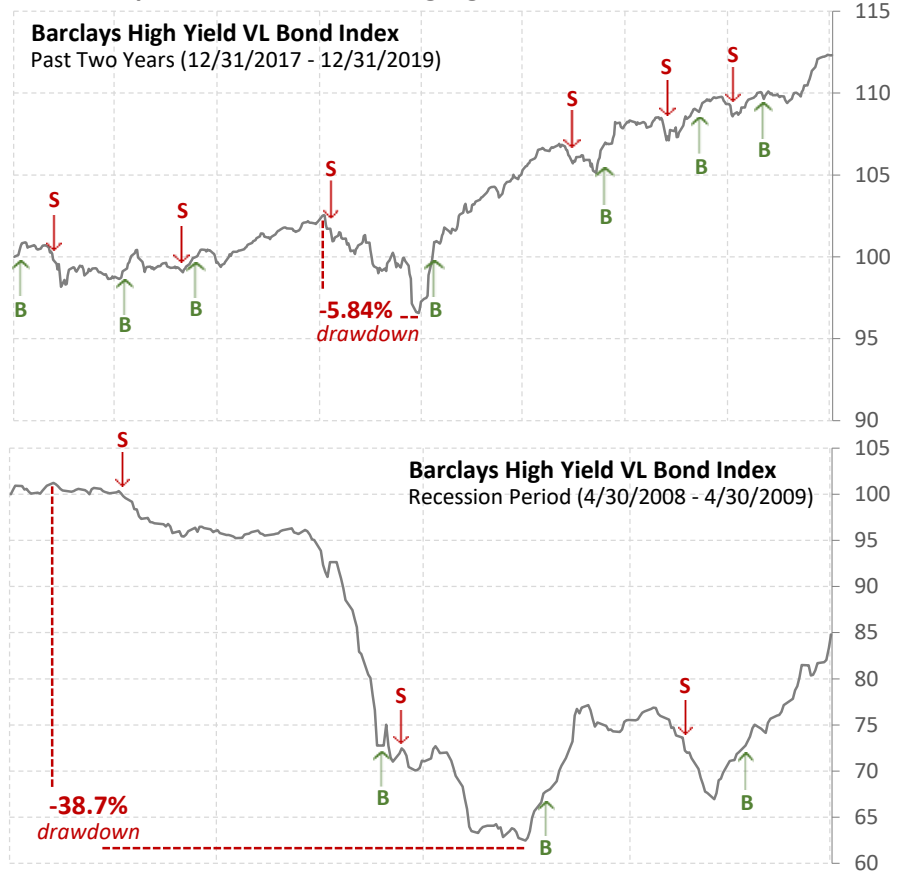 Barclays High Yield VL Bond Index
Past Two Years (12/31/2017 - 12/31/2019)
115
110
105
100
95
90
S
S
S
S
S
S
B
B
B
B
B
B
B
-5.84%
drawdown
Barclays High Yield VL Bond Index
Recession Period (4/30/2008 - 4/30/2009)
105
100
95
90
85
80
75
70
65
60
S
S
S
B
B
B
-38.7%
drawdown